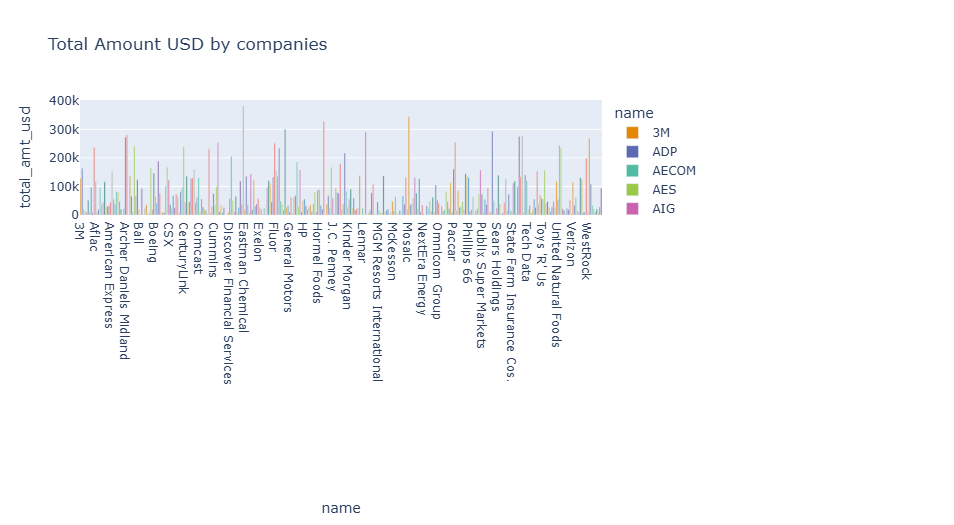 Total Amount USD by companies
total_amt_usd
400k
300k
200k
100k
0
3M
Aflac
American Express
Archer Daniels Midland
Ball
Boeing
CSX
CenturyLink
Comcast
Cummins
Discover Financial Services
Eastman Chemical
Exelon
Fluor
General Motors
HP
Hormel Foods
J.C. Penney
Kinder Morgan
Lennar
MGM Resorts International
McKesson
Mosaic
NextEra Energy
Omnicom Group
Paccar
Phillips 66
Publix Super Markets
Sears Holdings
State Farm Insurance Cos.
Tech Data
Toys 'R' Us
United Natural Foods
Verizon
WestRock
name
name
3M
ADP
AECOM
AES
AIG